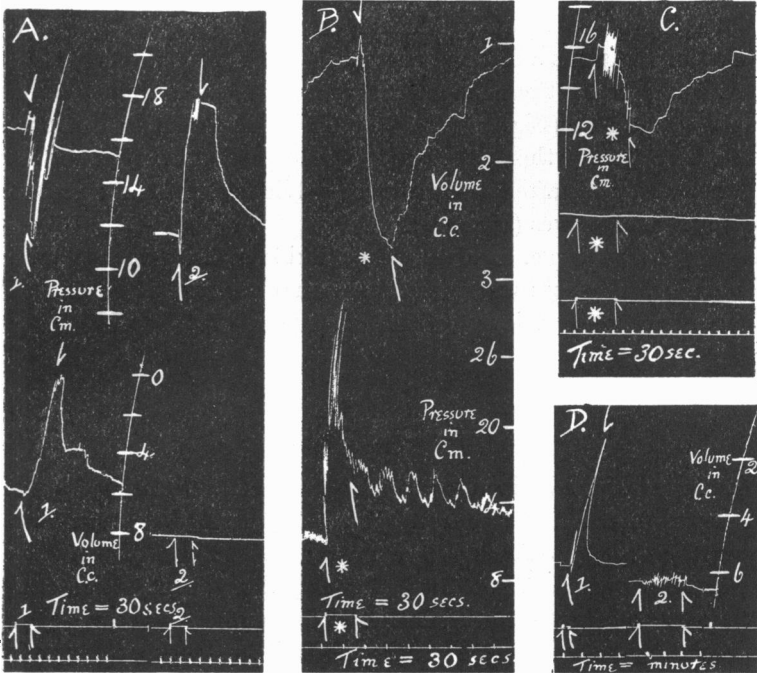 A.
18
14
1.
2.
10
PRESSURE
in
Cm.
0
4
1.
8
Volume
in
C.c.
2.
1
TIME = 30 secs.
2
B.
1
2
Volume
in
C.c.
*
3
26
Pressure
in
Cm.
20
14
*
8
TIME = 30 secs.
*
TIME = 30 secs.
C.
16
12
*
Pressure
in
Cm.
*
*
TIME = 30 sec.
D.
Volume
in
C.c.
2
4
6
1.
2.
Time = minutes